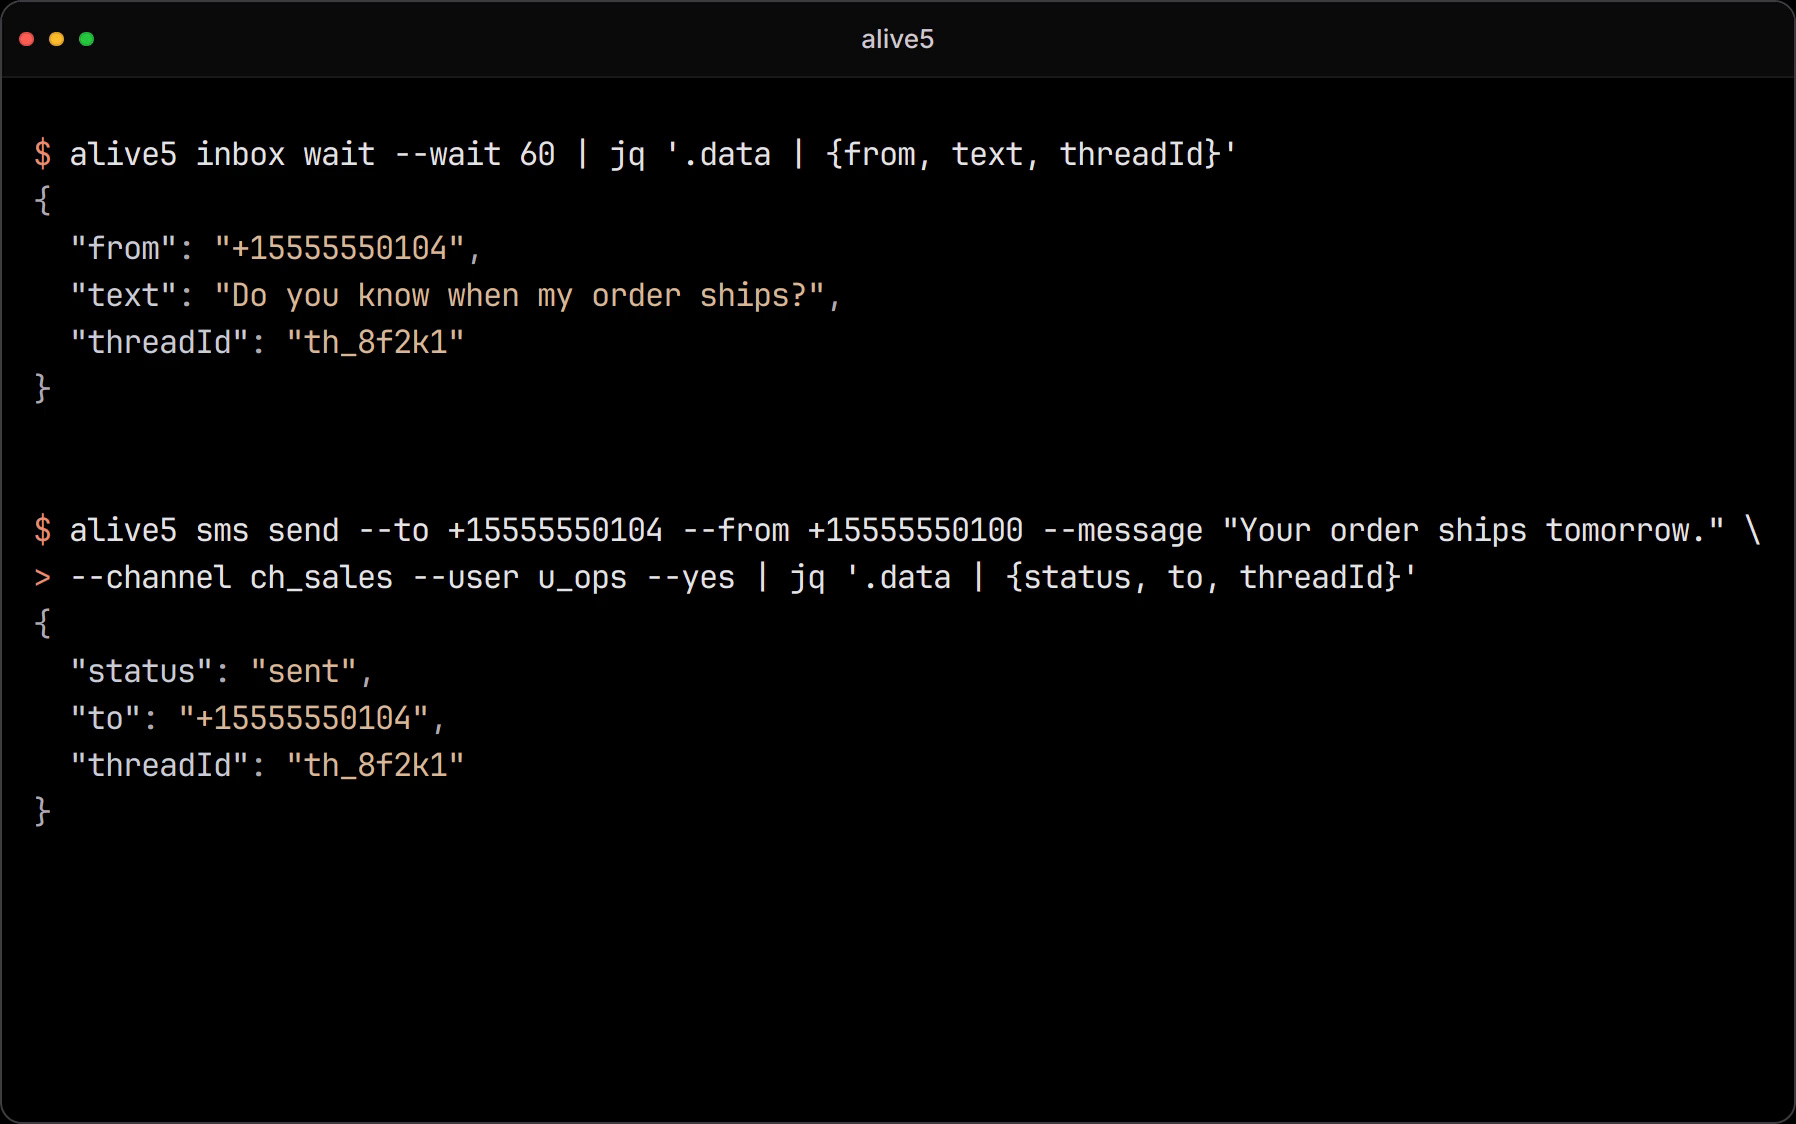 alive5
$ alive5 inbox wait --wait 60 | jq '.data | {from, text, threadId}'
{
  "from": "+15555550104",
  "text": "Do you know when my order ships?",
  "threadId": "th_8f2k1"
}
$ alive5 sms send --to +15555550104 --from +15555550100 --message "Your order ships tomorrow." \
> --channel ch_sales --user u_ops --yes | jq '.data | {status, to, threadId}'
{
  "status": "sent",
  "to": "+15555550104",
  "threadId": "th_8f2k1"
}